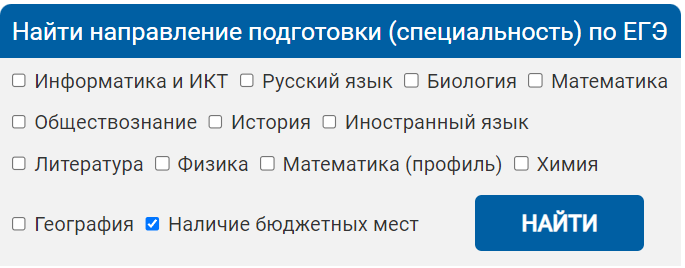 Найти направление подготовки (специальность) по ЕГЭ
Информатика и ИКТ Русский язык Биология Математика
Обществознание История Иностранный язык
Литература Физика Математика (профиль) Химия
География Наличие бюджетных мест НАЙТИ